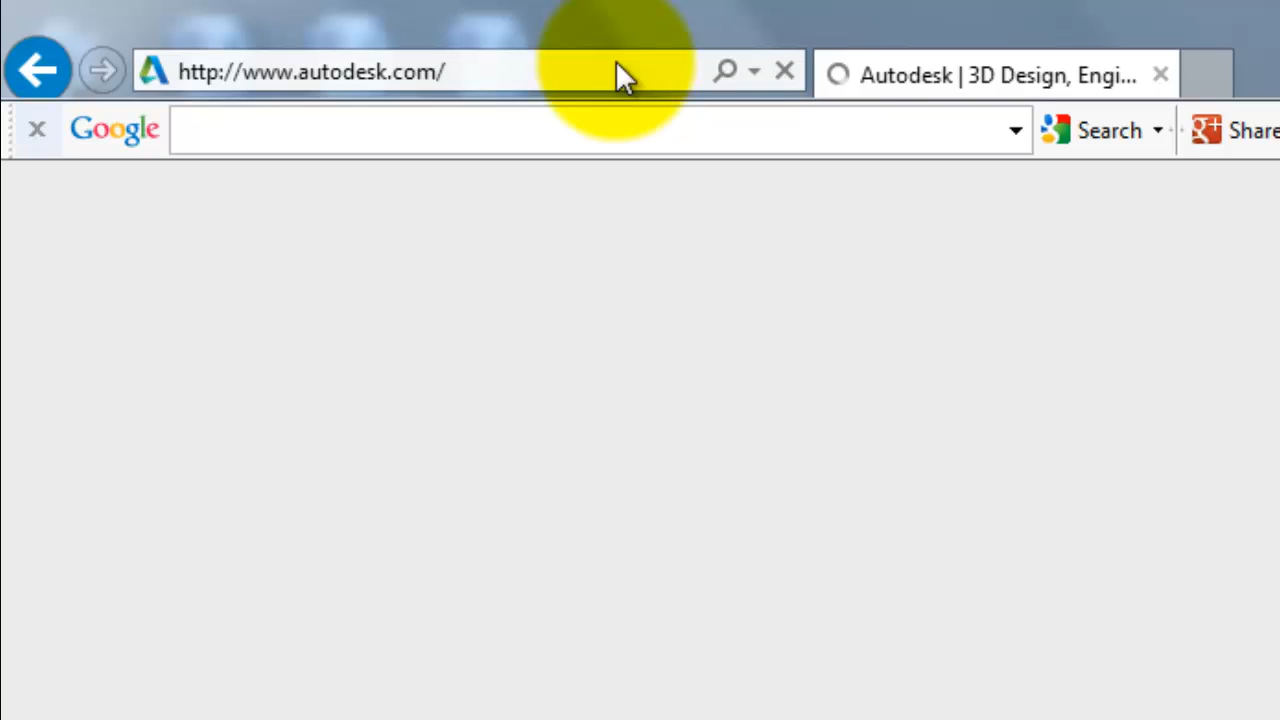 http://www.autodesk.com/
Autodesk | 3D Design, Engi...
Google
Search
Share